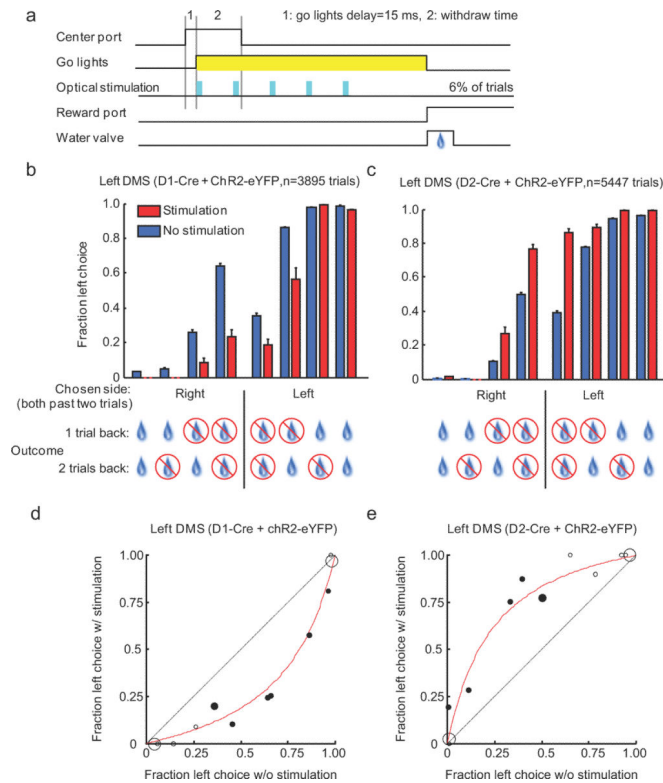 a
1 2 1: go lights delay=15 ms, 2: withdraw time
Center port
Go lights
Optical stimulation 6% of trials
Reward port
Water valve
b
Left DMS (D1-Cre + ChR2-eYFP,n=3895 trials)
Stimulation
No stimulation
Fraction left choice
1.0
0.8
0.6
0.4
0.2
0
c
Left DMS (D2-Cre + ChR2-eYFP,n=5447 trials)
1.0
0.8
0.6
0.4
0.2
0
Chosen side:
(both past two trials)
Right Left
Right Left
1 trial back:
Outcome
2 trials back:
d
Left DMS (D1-Cre + chR2-eYFP)
Fraction left choice w/ stimulation
1.00
0.75
0.50
0.25
0
0 0.25 0.50 0.75 1.00
Fraction left choice w/o stimulation
e
Left DMS (D2-Cre + ChR2-eYFP)
Fraction left choice w/ stimulation
1.00
0.75
0.50
0.25
0
0 0.25 0.50 0.75 1.00
Fraction left choice w/o stimulation